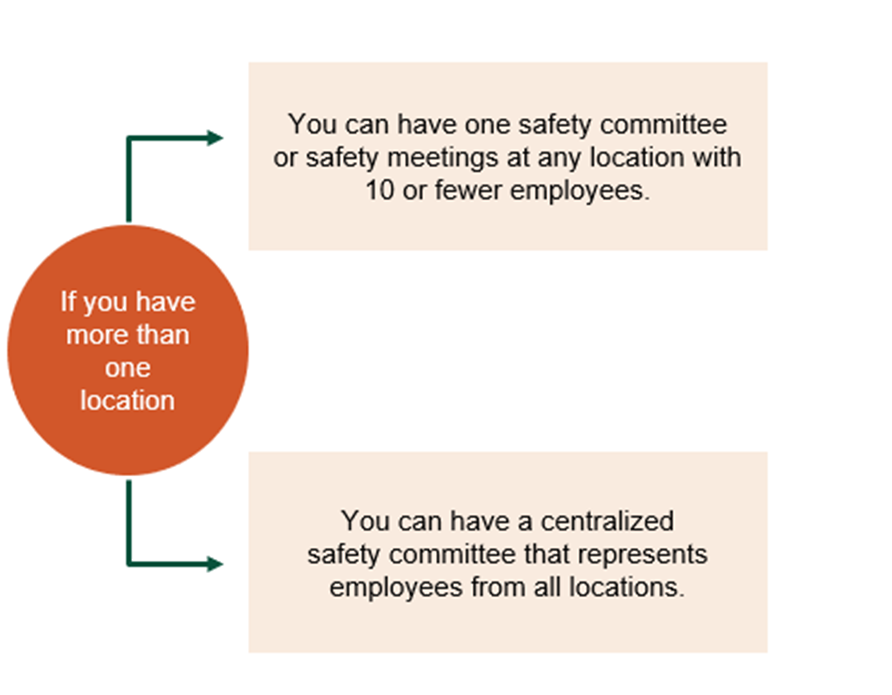 You can have one safety committee
or safety meetings at any location with
10 or fewer employees.
If you have
more than
one
location
You can have a centralized
safety committee that represents
employees from all locations.